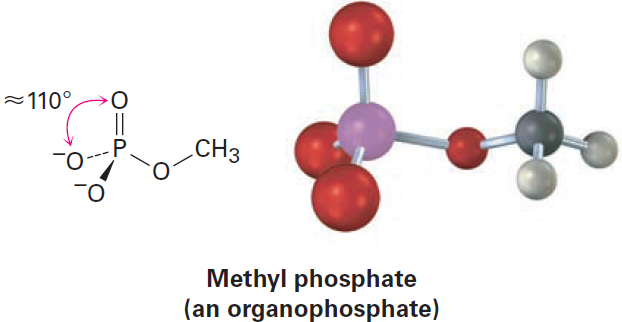 ≈110° O
⁻O P CH₃
O
⁻O
Methyl phosphate
(an organophosphate)